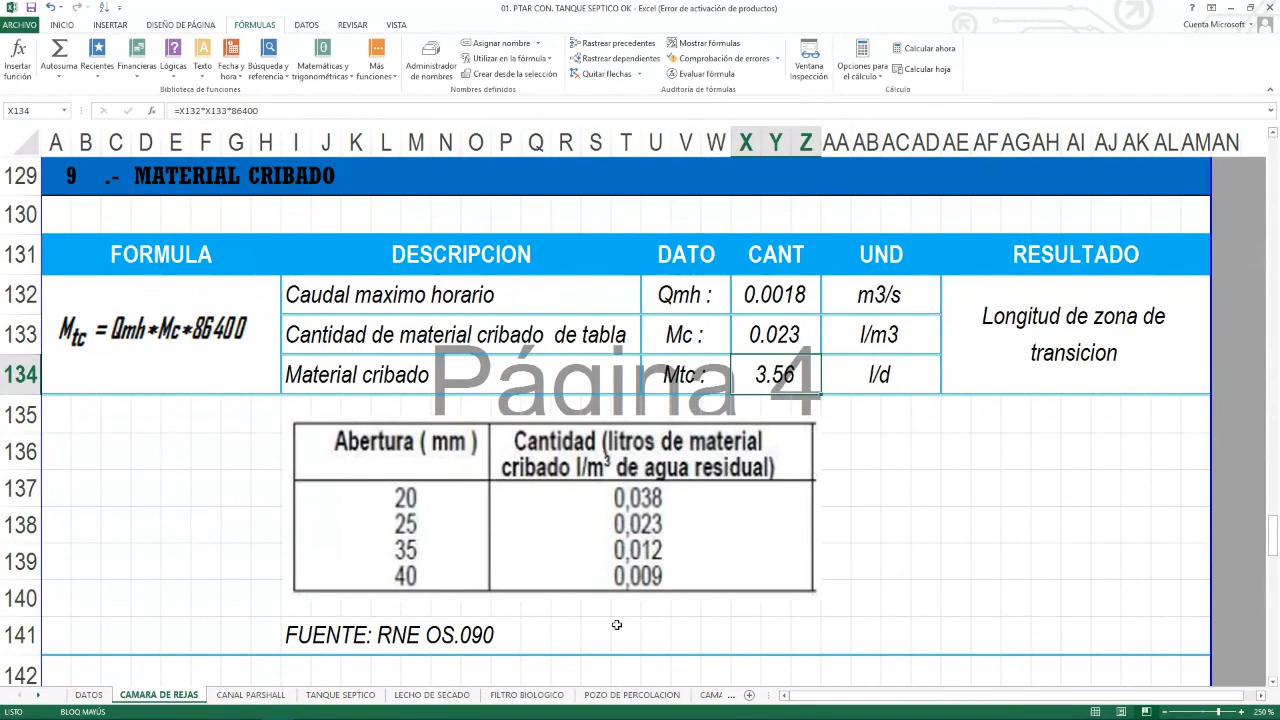 01. PTAR CON. TANQUE SEPTICO OK - Excel (Error de activación de productos)
ARCHIVO INICIO INSERTAR DISEÑO DE PÁGINA FÓRMULAS DATOS REVISAR VISTA Cuenta Microsoft
Insertar función
Autosuma Recientes Financieras Lógicas Texto Fecha y hora Búsqueda y referencia Matemáticas y trigonométricas Más funciones
Biblioteca de funciones
Administrador de nombres
Asignar nombre
Utilizar en la fórmula
Crear desde la selección
Nombres definidos
Rastrear precedentes
Rastrear dependientes
Quitar flechas
Mostrar fórmulas
Comprobación de errores
Evaluar fórmula
Auditoría de fórmulas
Ventana Inspección
Opciones para el cálculo
Calcular ahora
Calcular hoja
Cálculo
X134 fx =X132*X133*86400
A B C D E F G H I J K L M N O P Q R S T U V W X Y Z AA AB AC AD AE AF AG AH AI AJ AK AL AM AN
129 9 .- MATERIAL CRIBADO
130
131 FORMULA DESCRIPCION DATO CANT UND RESULTADO
132 Caudal maximo horario Qmh : 0.0018 m3/s
Mtc = Qmh*Mc*86400
133 Cantidad de material cribado de tabla Mc : 0.023 l/m3
Longitud de zona de transicion
134 Material cribado Mtc : 3.56 l/d
Página 4
135
136 Abertura ( mm ) Cantidad (litros de material
cribado l/m³ de agua residual)
137 20 0,038
138 25 0,023
139 35 0,012
140 40 0,009
141 FUENTE: RNE OS.090
142
DATOS CAMARA DE REJAS CANAL PARSHALL TANQUE SEPTICO LECHO DE SECADO FILTRO BIOLOGICO POZO DE PERCOLACION CAMA ...
LISTO BLOQ MAYÚS 250 %